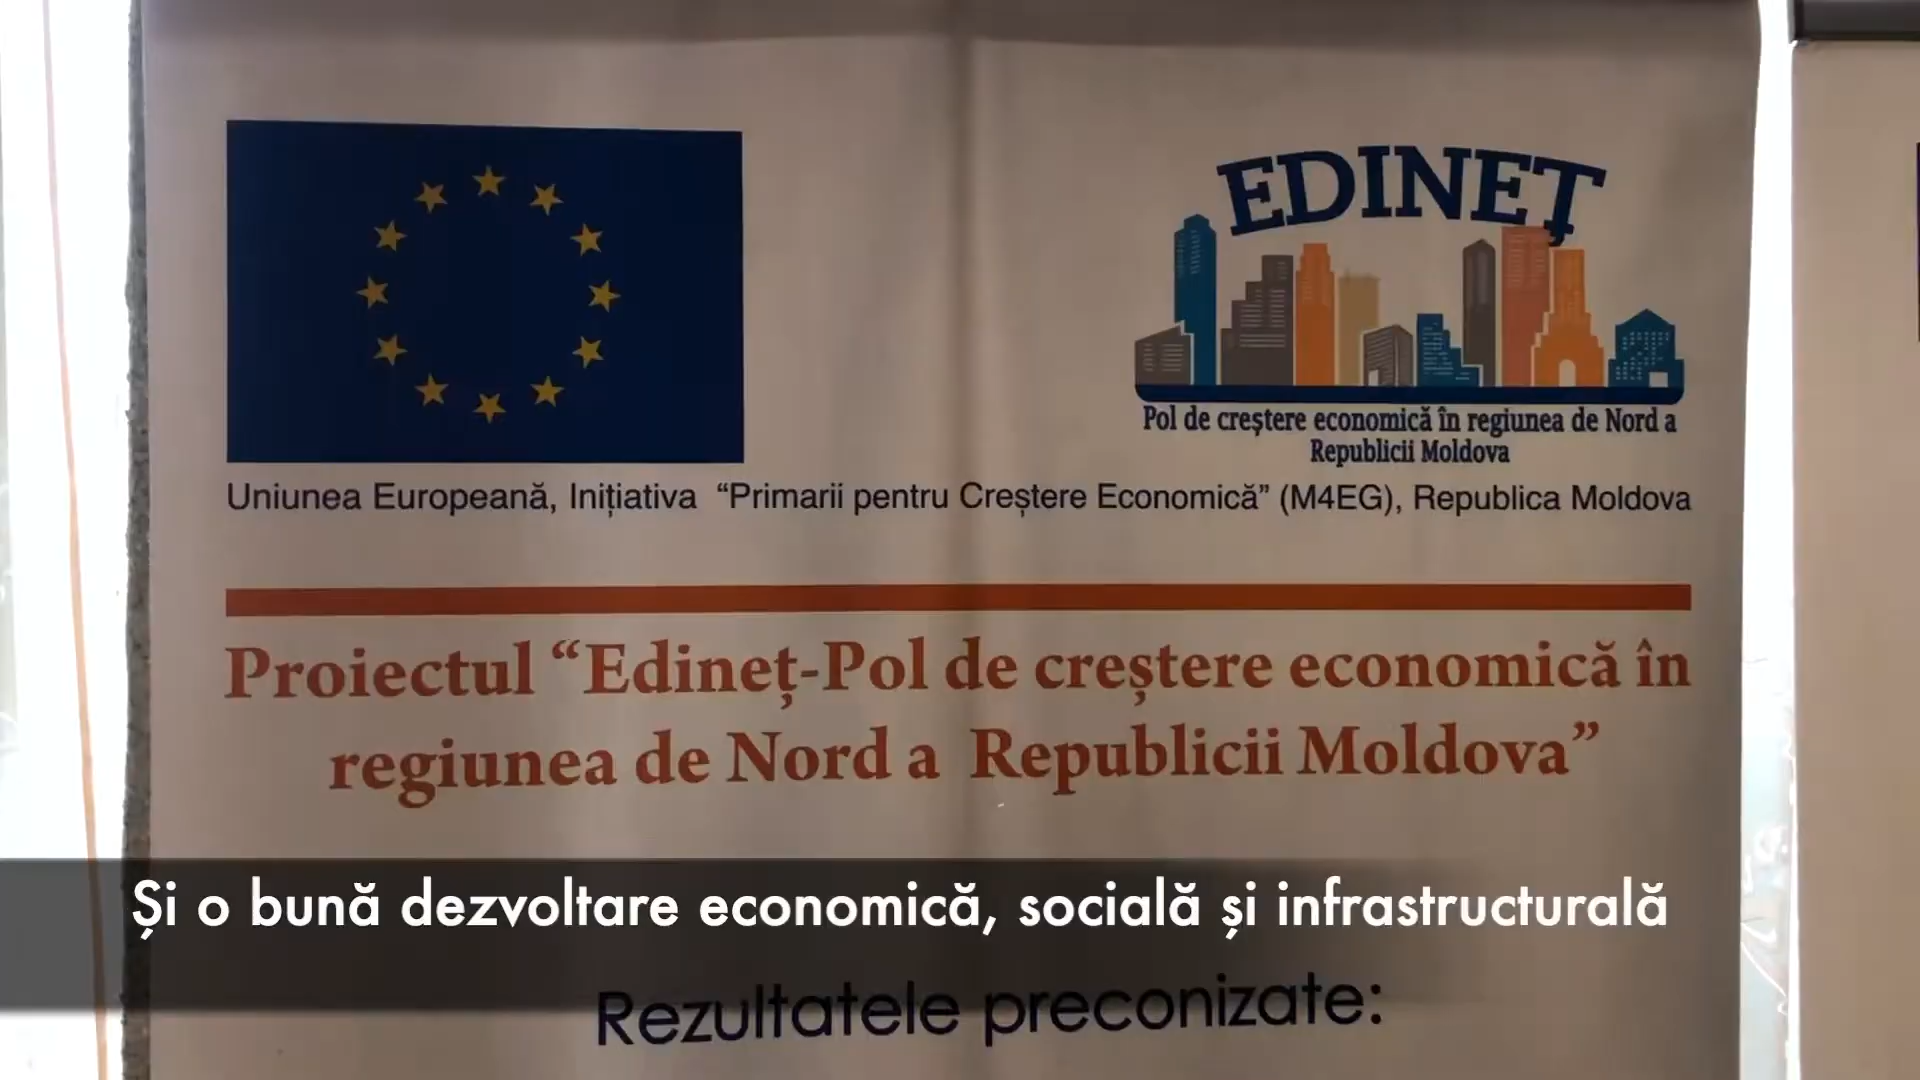 EDINEȚ
Pol de creștere economică în regiunea de Nord a
Republicii Moldova
Uniunea Europeană, Inițiativa “Primarii pentru Creștere Economică” (M4EG), Republica Moldova
Proiectul “Edineț-Pol de creștere economică în
regiunea de Nord a Republicii Moldova”
Și o bună dezvoltare economică, socială și infrastructurală
Rezultatele preconizate: